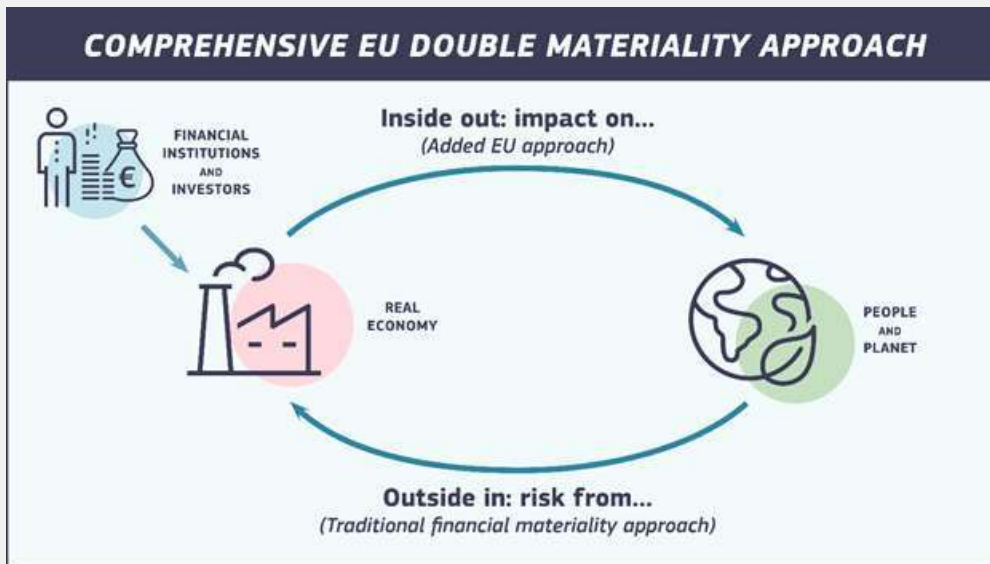 COMPREHENSIVE EU DOUBLE MATERIALITY APPROACH
Inside out: impact on...
(Added EU approach)
FINANCIAL
INSTITUTIONS
AND
INVESTORS
€
REAL
ECONOMY
PEOPLE
AND
PLANET
Outside in: risk from...
(Traditional financial materiality approach)